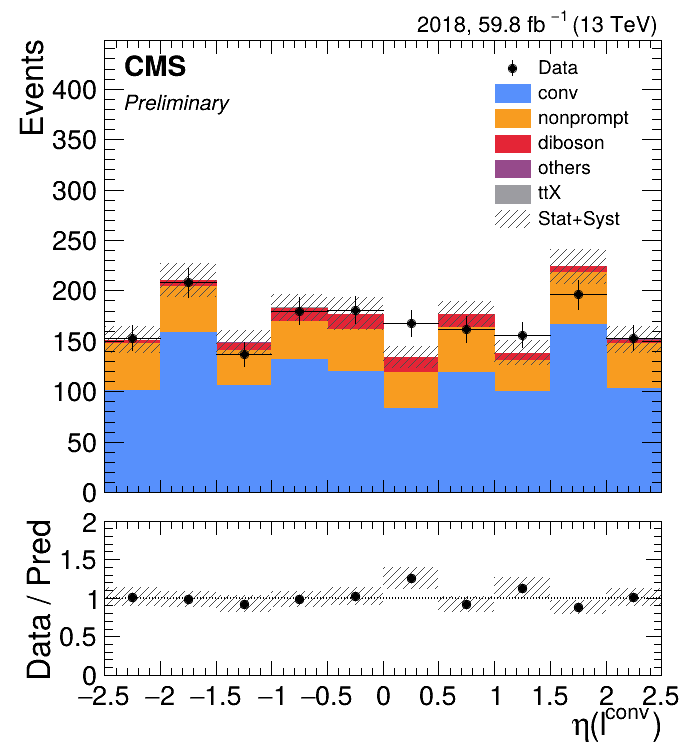 2018, 59.8 fb⁻¹ (13 TeV)
Events
CMS
Preliminary
Data
conv
nonprompt
diboson
others
ttX
Stat+Syst
400
350
300
250
200
150
100
50
0
Data / Pred
2
1.5
1
0.5
0
−2.5 −2 −1.5 −1 −0.5 0 0.5 1 1.5 2 2.5
η(l^conv)